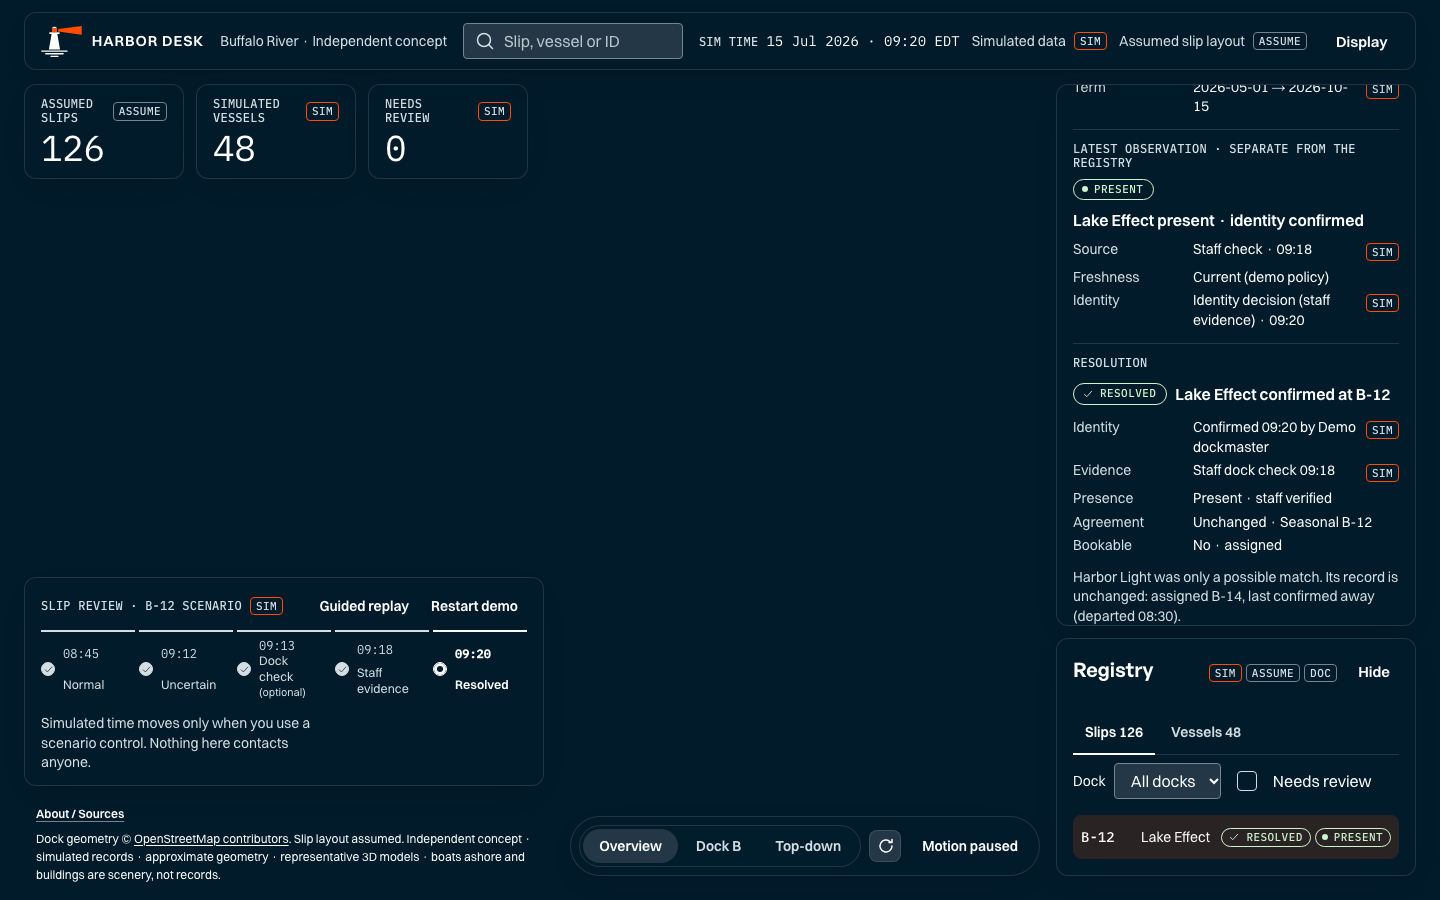 HARBOR DESK
Buffalo River · Independent concept
Slip, vessel or ID
SIM TIME 15 Jul 2026 · 09:20 EDT
Simulated data SIM
Assumed slip layout ASSUME
Display
ASSUMED SLIPS ASSUME
126
SIMULATED VESSELS SIM
48
NEEDS REVIEW SIM
0
Term 2026-05-01 → 2026-10- SIM
15
LATEST OBSERVATION · SEPARATE FROM THE
REGISTRY
PRESENT
Lake Effect present · identity confirmed
Source Staff check · 09:18 SIM
Freshness Current (demo policy)
Identity Identity decision (staff SIM
evidence) · 09:20
RESOLUTION
RESOLVED Lake Effect confirmed at B-12
Identity Confirmed 09:20 by Demo SIM
dockmaster
Evidence Staff dock check 09:18 SIM
Presence Present · staff verified
Agreement Unchanged · Seasonal B-12
Bookable No · assigned
Harbor Light was only a possible match. Its record is
unchanged: assigned B-14, last confirmed away
(departed 08:30).
SLIP REVIEW · B-12 SCENARIO SIM
Guided replay
Restart demo
08:45
Normal
09:12
Uncertain
09:13
Dock
check
(optional)
09:18
Staff
evidence
09:20
Resolved
Simulated time moves only when you use a
scenario control. Nothing here contacts
anyone.
About / Sources
Dock geometry © OpenStreetMap contributors. Slip layout assumed. Independent concept ·
simulated records · approximate geometry · representative 3D models · boats ashore and
buildings are scenery, not records.
Overview
Dock B
Top-down
Motion paused
Registry SIM ASSUME DOC Hide
Slips 126 Vessels 48
Dock All docks Needs review
B-12 Lake Effect RESOLVED PRESENT